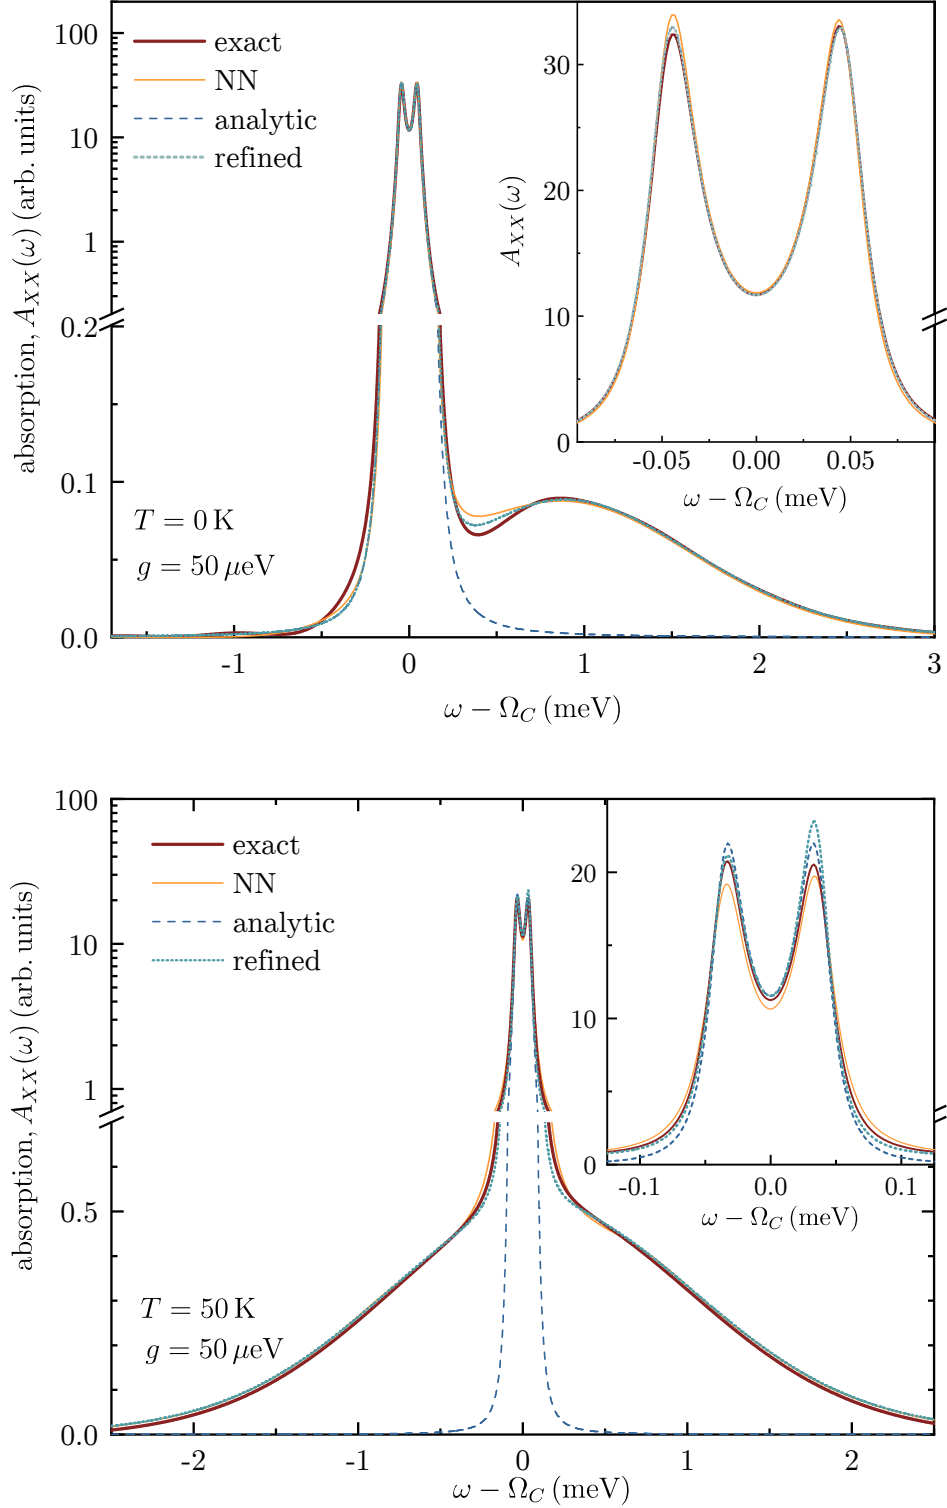 absorption, A_XX(ω) (arb. units)
100
10
1
0.2
0.1
0.0
exact
NN
analytic
refined
T = 0 K
g = 50 μeV
-1
0
1
2
3
ω − Ω_C (meV)
A_XX(ω)
30
20
10
0
-0.05
0.00
0.05
ω − Ω_C (meV)
absorption, A_XX(ω) (arb. units)
100
10
1
0.5
0.0
exact
NN
analytic
refined
T = 50 K
g = 50 μeV
-2
-1
0
1
2
ω − Ω_C (meV)
20
10
0
-0.1
0.0
0.1
ω − Ω_C (meV)